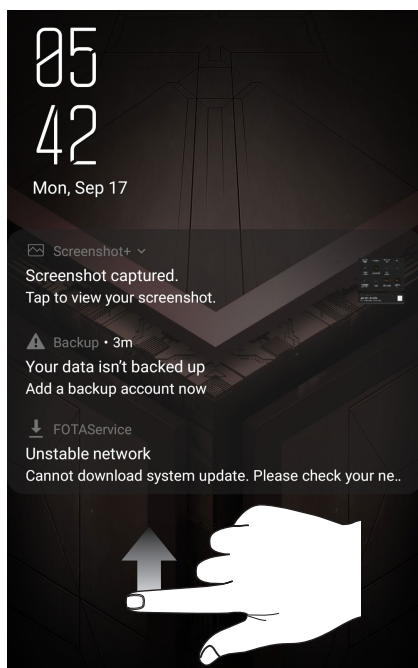 05
42
Mon, Sep 17
Screenshot+
Screenshot captured.
Tap to view your screenshot.
Backup • 3m
Your data isn't backed up
Add a backup account now
FOTAService
Unstable network
Cannot download system update. Please check your ne..